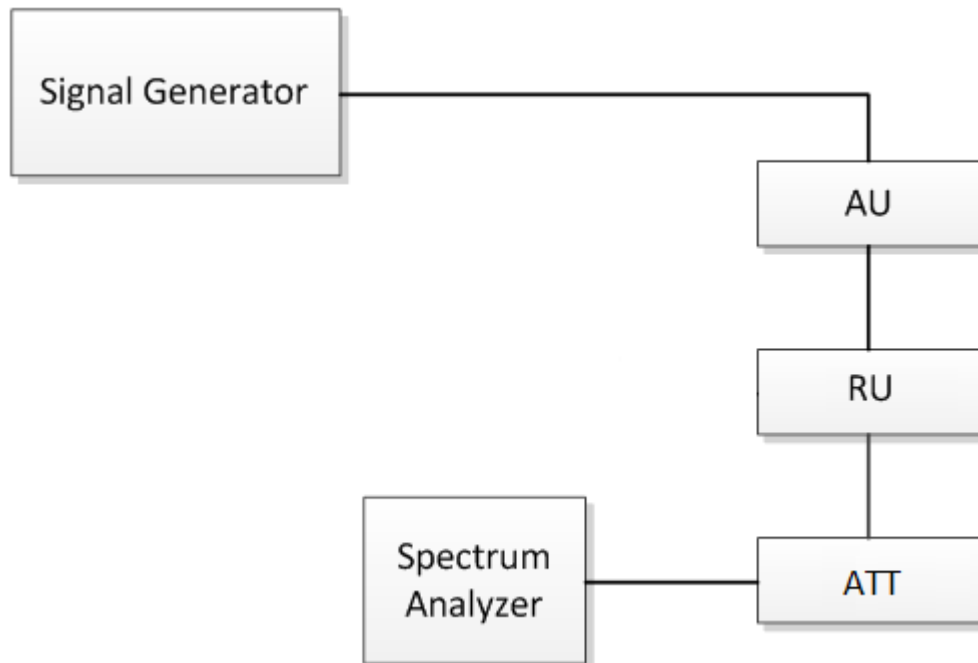 Signal Generator
AU
RU
Spectrum
Analyzer
ATT